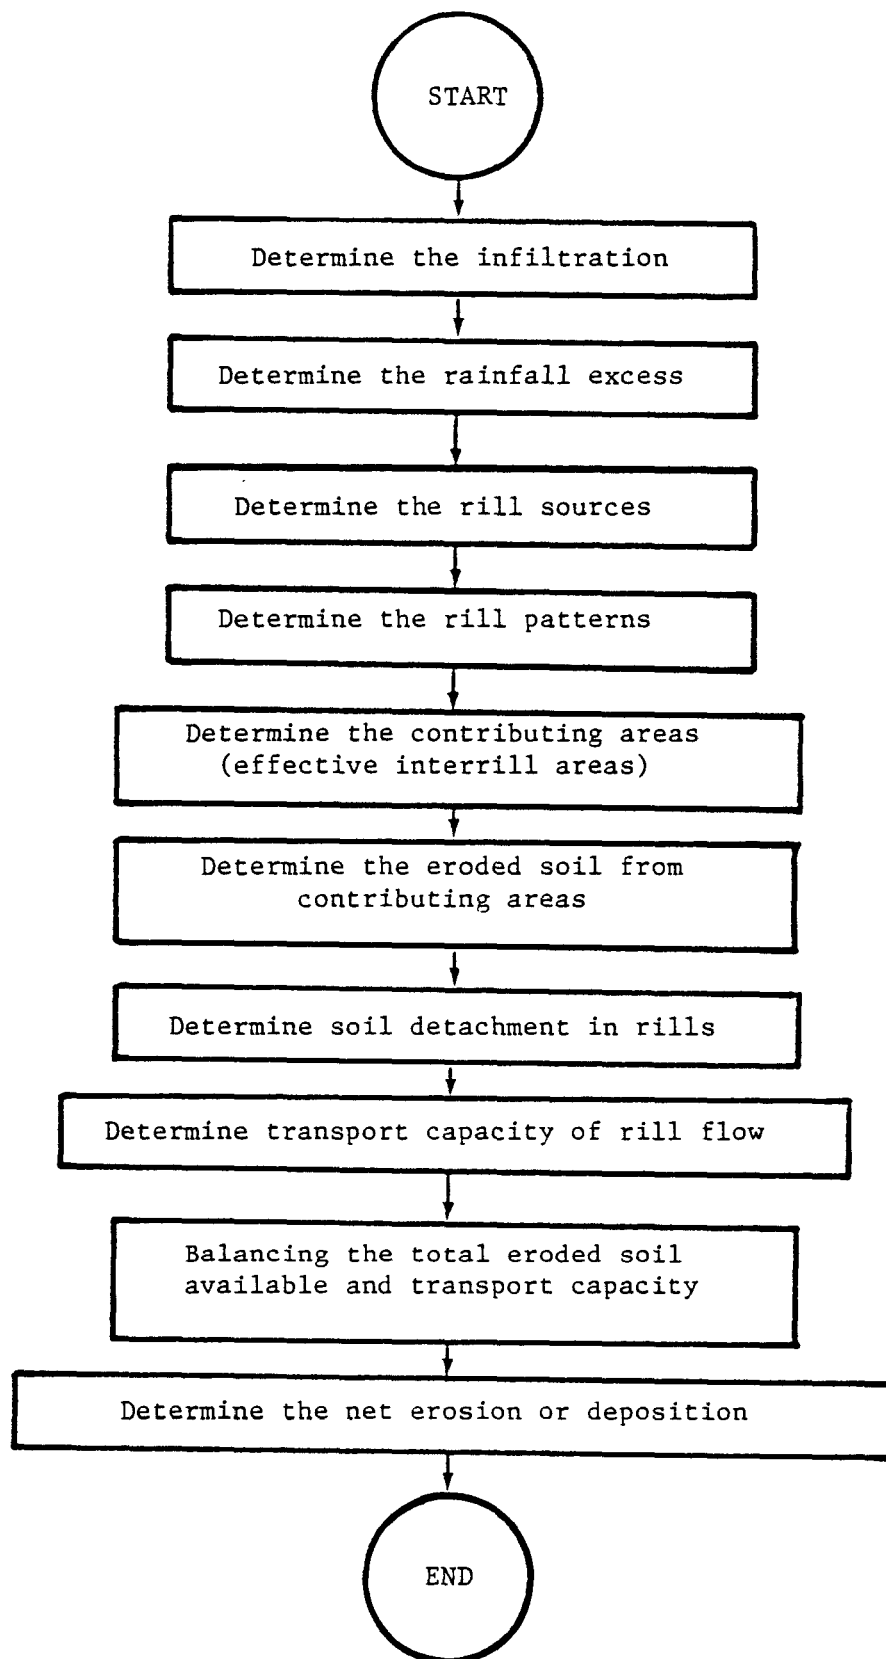 START
Determine the infiltration
Determine the rainfall excess
Determine the rill sources
Determine the rill patterns
Determine the contributing areas
(effective interrill areas)
Determine the eroded soil from
contributing areas
Determine soil detachment in rills
Determine transport capacity of rill flow
Balancing the total eroded soil
available and transport capacity
Determine the net erosion or deposition
END